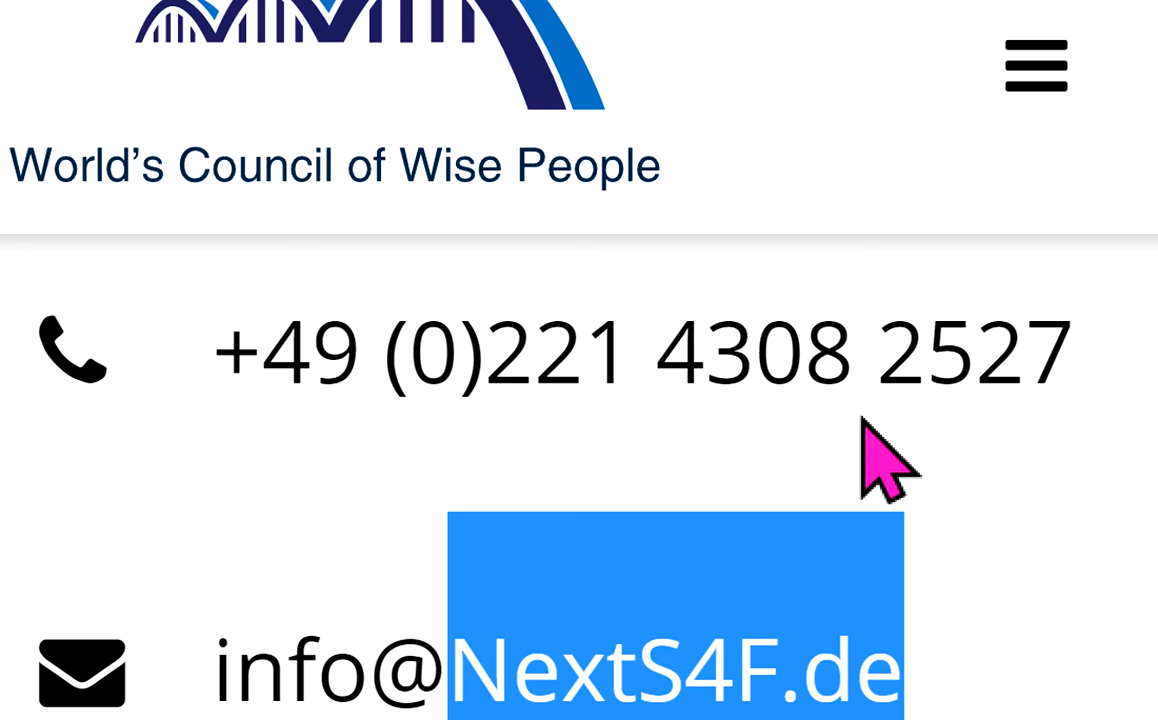 World’s Council of Wise People
+49 (0)221 4308 2527
info@NextS4F.de